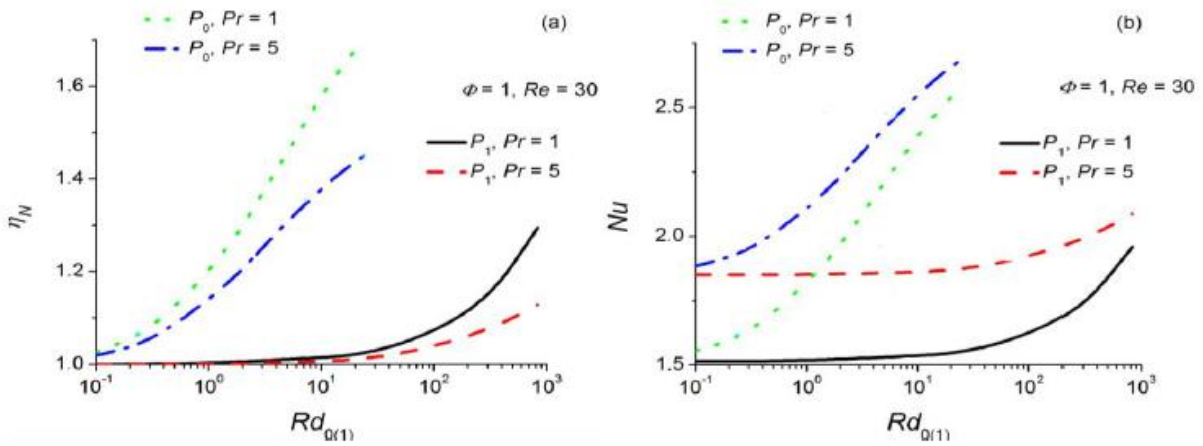 P₀, Pr = 1
P₀, Pr = 5
(a)
Φ = 1, Re = 30
P₁, Pr = 1
P₁, Pr = 5
η_N
1.6
1.4
1.2
1.0
10⁻¹
10⁰
10¹
10²
10³
Rd₀₍₁₎
P₀, Pr = 1
P₀, Pr = 5
(b)
Φ = 1, Re = 30
P₁, Pr = 1
P₁, Pr = 5
Nu
2.5
2.0
1.5
10⁻¹
10⁰
10¹
10²
10³
Rd₀₍₁₎